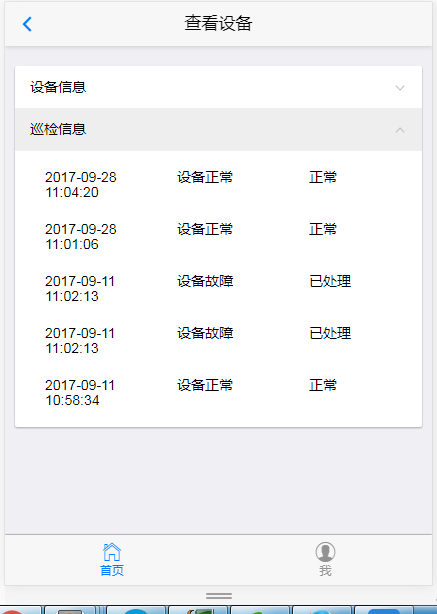 查看设备
设备信息
巡检信息
2017-09-28 设备正常 正常
11:04:20
2017-09-28 设备正常 正常
11:01:06
2017-09-11 设备故障 已处理
11:02:13
2017-09-11 设备故障 已处理
11:02:13
2017-09-11 设备正常 正常
10:58:34
首页 我